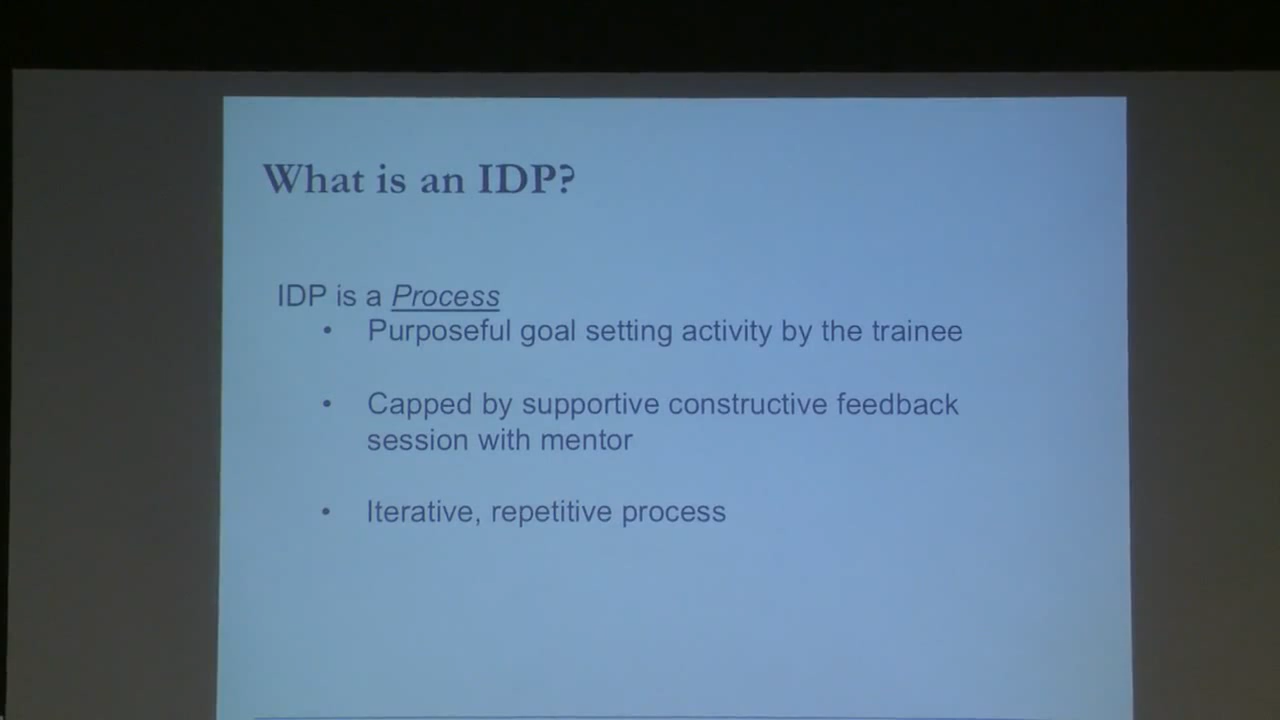 What is an IDP?
IDP is a Process
• Purposeful goal setting activity by the trainee
• Capped by supportive constructive feedback
session with mentor
• Iterative, repetitive process